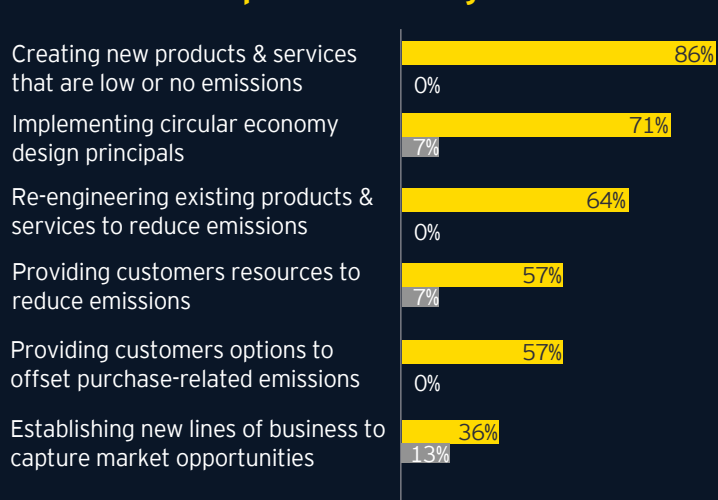 Creating new products & services
that are low or no emissions
86%
0%
Implementing circular economy
design principals
71%
7%
Re-engineering existing products &
services to reduce emissions
64%
0%
Providing customers resources to
reduce emissions
57%
7%
Providing customers options to
offset purchase-related emissions
57%
0%
Establishing new lines of business to
capture market opportunities
36%
13%